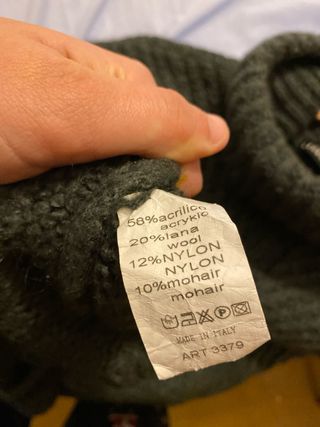 58%acrilico
acrylic
20%lana
wool
12%NYLON
NYLON
10%mohair
mohair
MADE IN ITALY
ART 3379